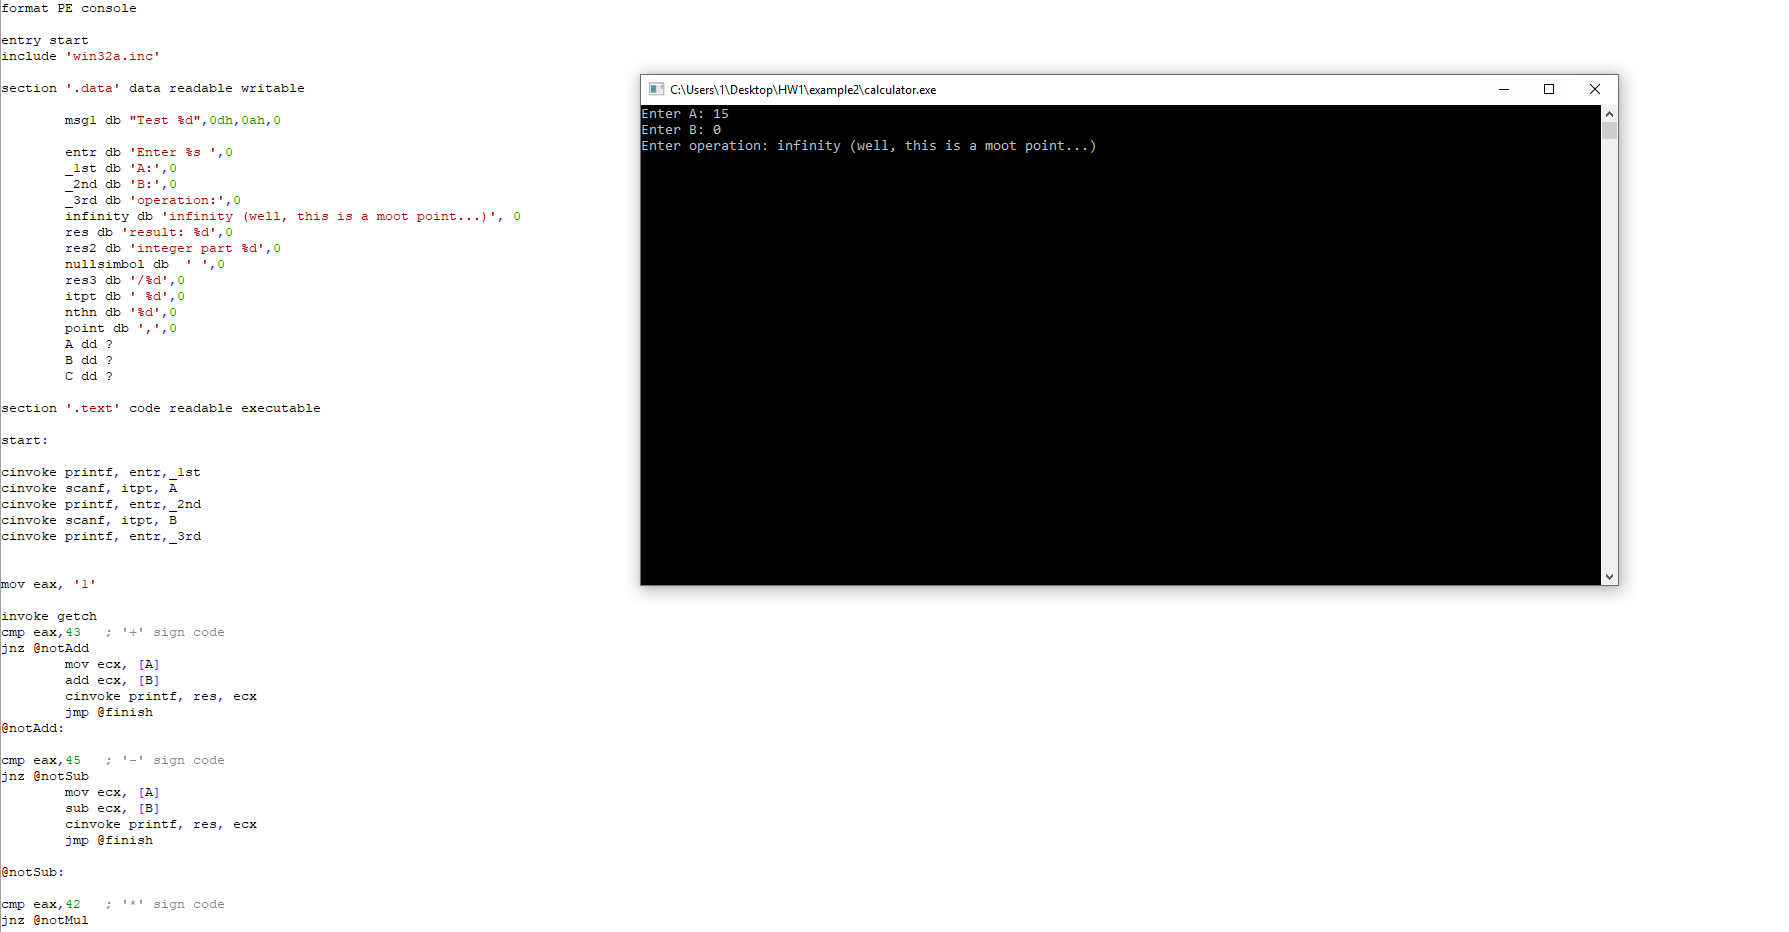 format PE console
entry start
include 'win32a.inc'
section '.data' data readable writable
msg1 db "Test %d",0dh,0ah,0
entr db 'Enter %s ',0
_1st db 'A:',0
_2nd db 'B:',0
_3rd db 'operation:',0
infinity db 'infinity (well, this is a moot point...)', 0
res db 'result: %d',0
res2 db 'integer part %d',0
nullsimbol db  ' ',0
res3 db '/%d',0
itpt db ' %d',0
nthn db '%d',0
point db ',',0
A dd ?
B dd ?
C dd ?
section '.text' code readable executable
start:
cinvoke printf, entr,_1st
cinvoke scanf, itpt, A
cinvoke printf, entr,_2nd
cinvoke scanf, itpt, B
cinvoke printf, entr,_3rd
mov eax, '1'
invoke getch
cmp eax,43   ; '+' sign code
jnz @notAdd
mov ecx, [A]
add ecx, [B]
cinvoke printf, res, ecx
jmp @finish
@notAdd:
cmp eax,45   ; '-' sign code
jnz @notSub
mov ecx, [A]
sub ecx, [B]
cinvoke printf, res, ecx
jmp @finish
@notSub:
cmp eax,42   ; '*' sign code
jnz @notMul
C:\Users\1\Desktop\HW1\example2\calculator.exe
Enter A: 15
Enter B: 0
Enter operation: infinity (well, this is a moot point...)